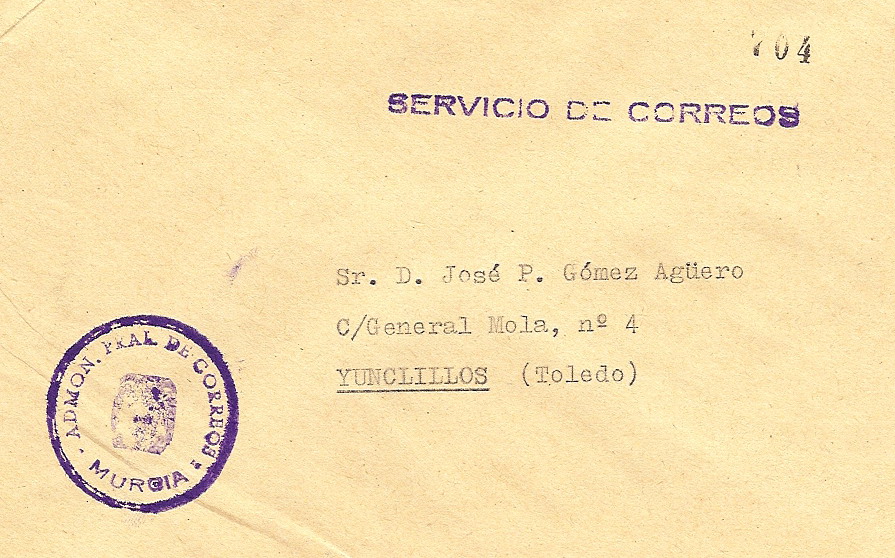 704
SERVICIO DE CORREOS
Sr. D. José P. Gómez Agüero
C/General Mola, nº 4
YUNCLILLOS (Toledo)
ADMON. PRAL. DE CORREOS
MURCIA